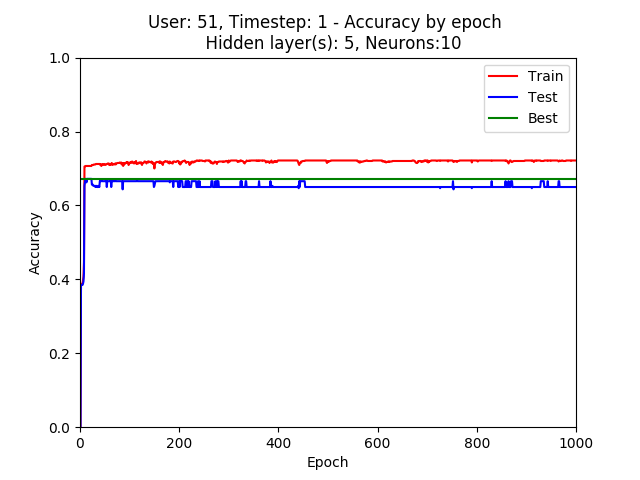 User: 51, Timestep: 1 - Accuracy by epoch
Hidden layer(s): 5, Neurons:10
1.0
0.8
0.6
0.4
0.2
0.0
Accuracy
Train
Test
Best
0 200 400 600 800 1000
Epoch